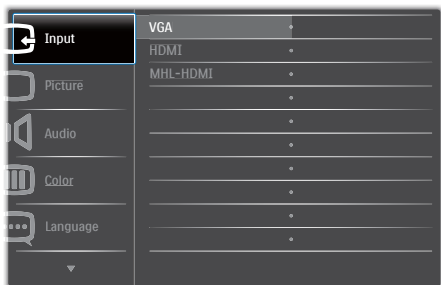 Input
Picture
Audio
Color
Language
VGA
HDMI
MHL-HDMI